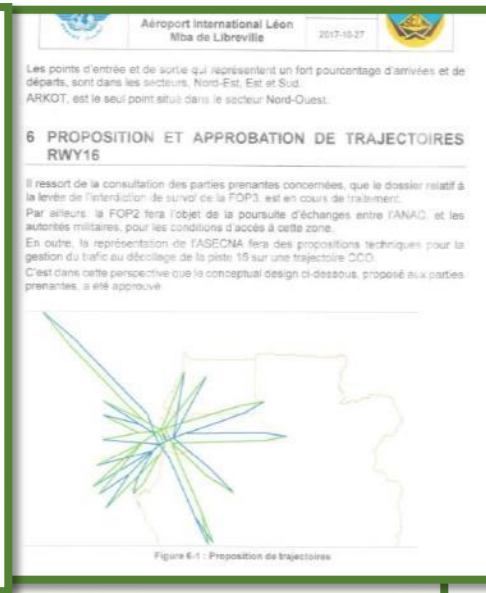 Aéroport International Léon
Mba de Libreville
2017-10-27
Les points d'entrée et de sortie qui représentent un fort pourcentage d'arrivées et de
départs, sont dans les secteurs, Nord-Est, Est et Sud.
ARKOT, est le seul point situé dans le secteur Nord-Ouest.
6 PROPOSITION ET APPROBATION DE TRAJECTOIRES
RWY16
Il ressort de la consultation des parties prenantes concernées, que le dossier relatif à
la levée de l'interdiction de survol de la FOP3, est en cours de traitement.
Par ailleurs, la FOP2 fera l'objet de la poursuite d'échanges entre l'ANAC, et les
autorités militaires, pour les conditions d'accès à cette zone.
En outre, la représentation de l'ASECNA fera des propositions techniques pour la
gestion du trafic au décollage de la piste 16 sur une trajectoire CCO.
C'est dans cette perspective que le conceptual design ci-dessous, proposé aux parties
prenantes, a été approuvé
Figure 6-1 : Proposition de trajectoires